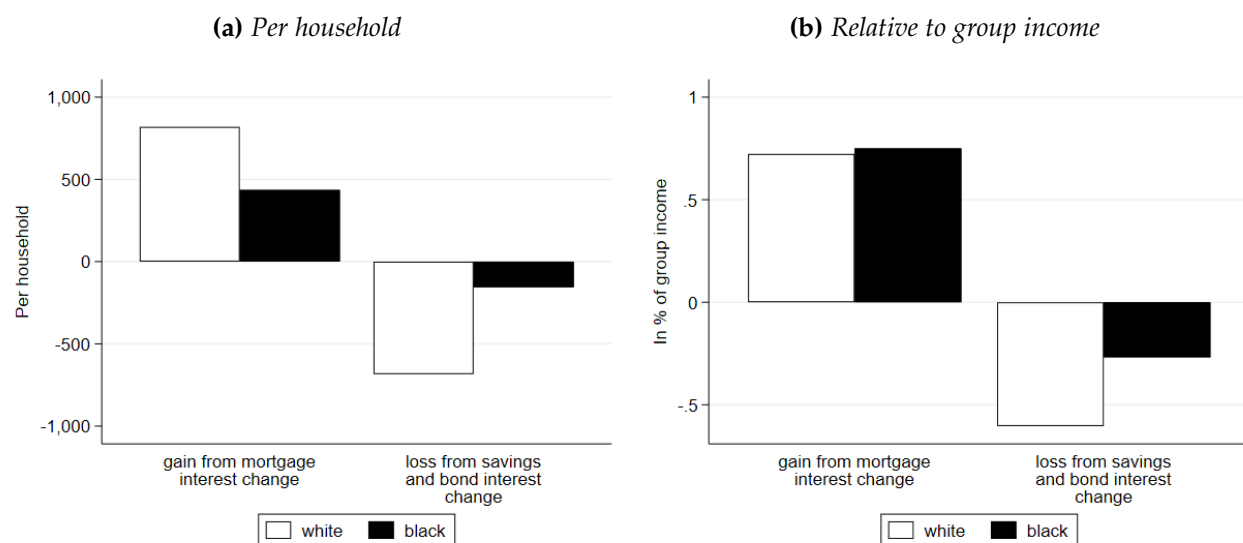 (a) Per household
Per household
1,000
500
0
-500
-1,000
gain from mortgage
interest change
loss from savings
and bond interest
change
white
black
(b) Relative to group income
In % of group income
1
.5
0
-.5
gain from mortgage
interest change
loss from savings
and bond interest
change
white
black